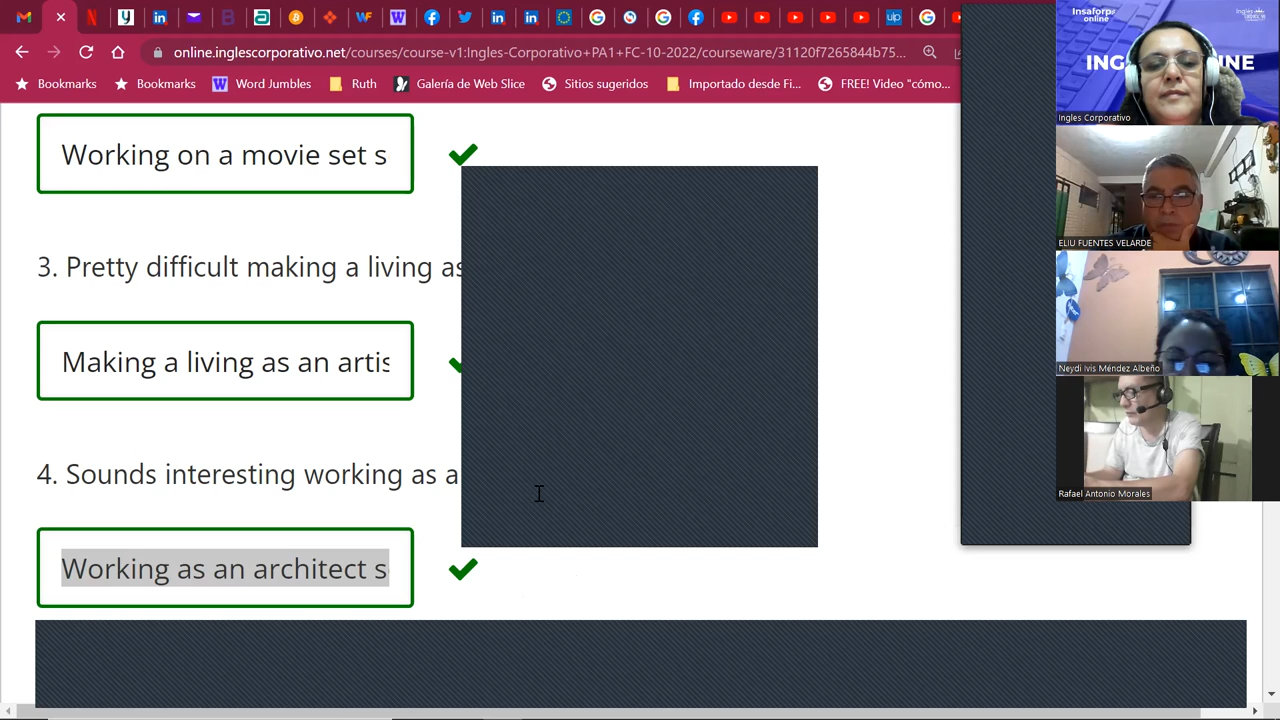 online.inglescorporativo.net/courses/course-v1:Ingles-Corporativo+PA1+FC-10-2022/courseware/31120f7265844b75...
Bookmarks Bookmarks Word Jumbles Ruth Galería de Web Slice Sitios sugeridos Importado desde Fi... FREE! Video "cómo...
Working on a movie set s
3. Pretty difficult making a living as
Making a living as an artis
4. Sounds interesting working as a
Working as an architect s
Insaforp
online
Ingles Corporativo
ELIU FUENTES VELARDE
Neydi Ivis Méndez Albeño
Rafael Antonio Morales